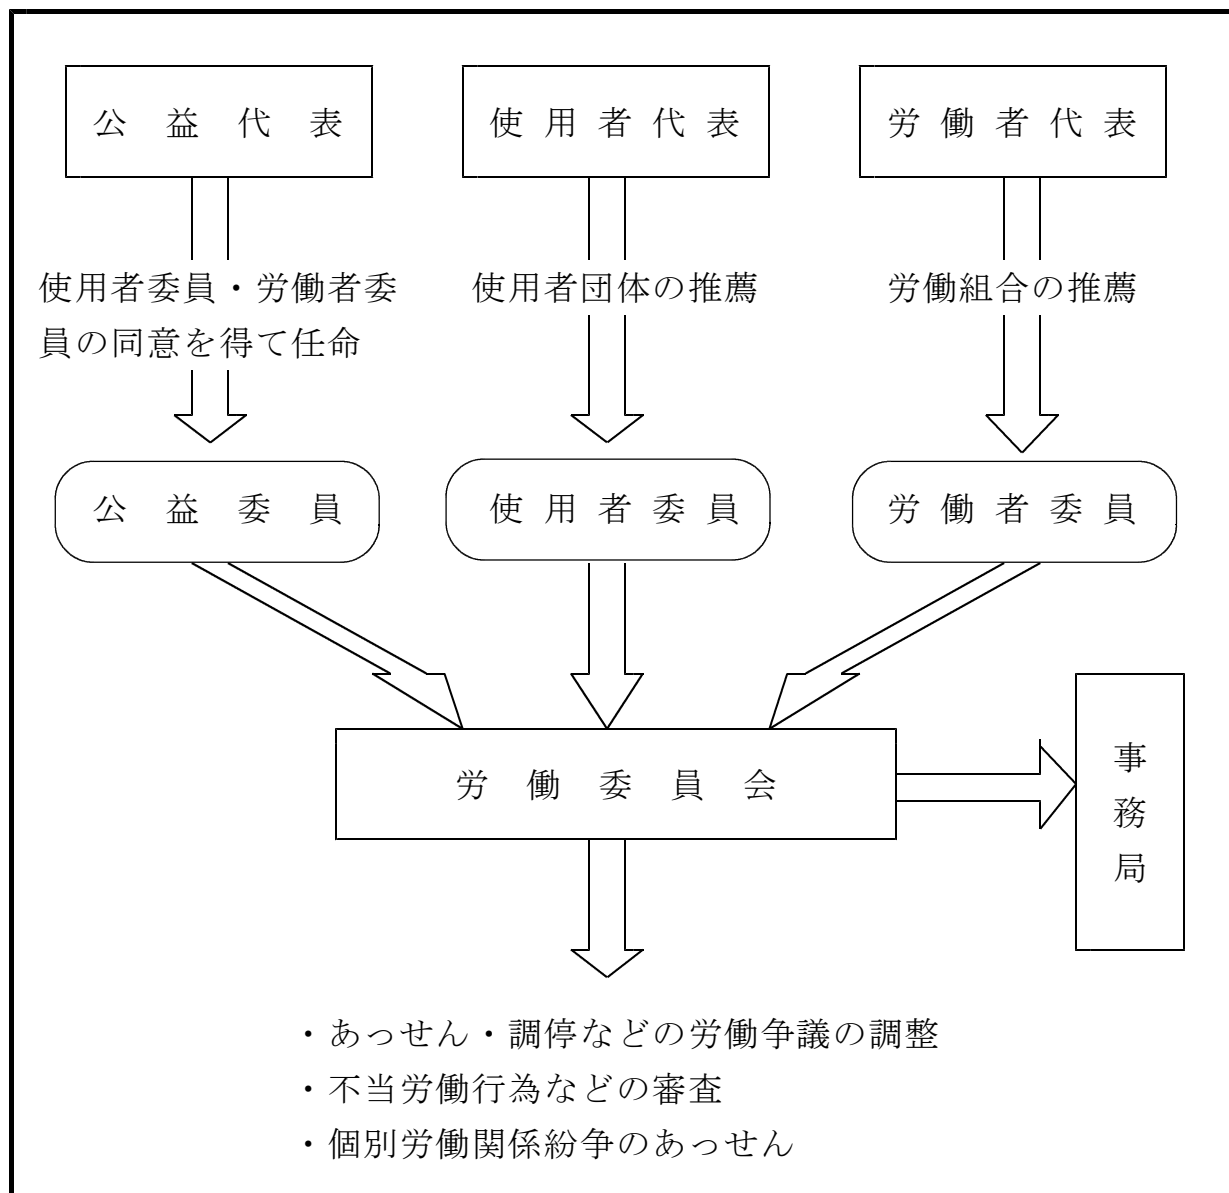 公益代表
使用者代表
労働者代表
使用者委員・労働者委
員の同意を得て任命
使用者団体の推薦
労働組合の推薦
公益委員
使用者委員
労働者委員
労働委員会
事務局
・あっせん・調停などの労働争議の調整
・不当労働行為などの審査
・個別労働関係紛争のあっせん